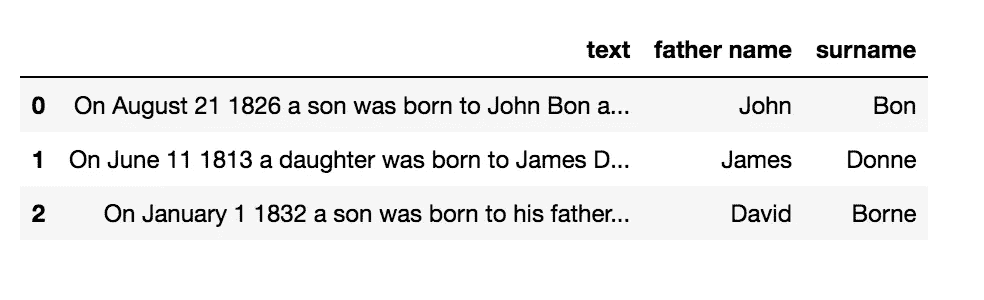 text father name surname
0 On August 21 1826 a son was born to John Bon a... John Bon
1 On June 11 1813 a daughter was born to James D... James Donne
2 On January 1 1832 a son was born to his father... David Borne